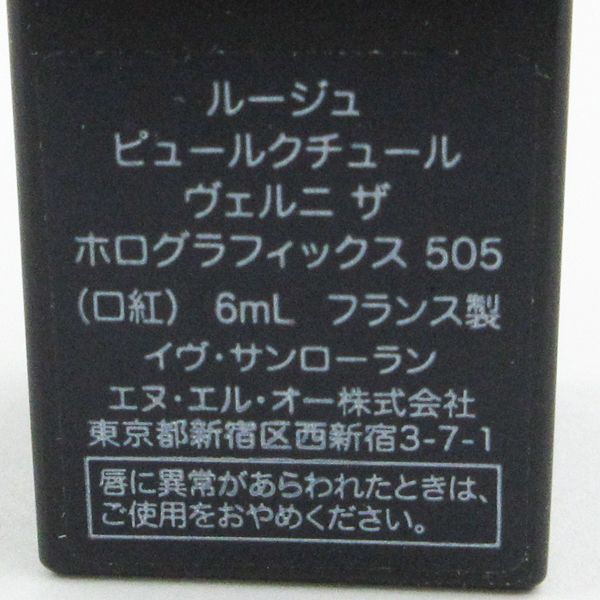 ルージュ
ピュールクチュール
ヴェルニ ザ
ホログラフィックス 505
（口紅） 6mL フランス製
イヴ・サンローラン
エヌ・エル・オー株式会社
東京都新宿区西新宿3-7-1
唇に異常があらわれたときは、
ご使用をおやめください。